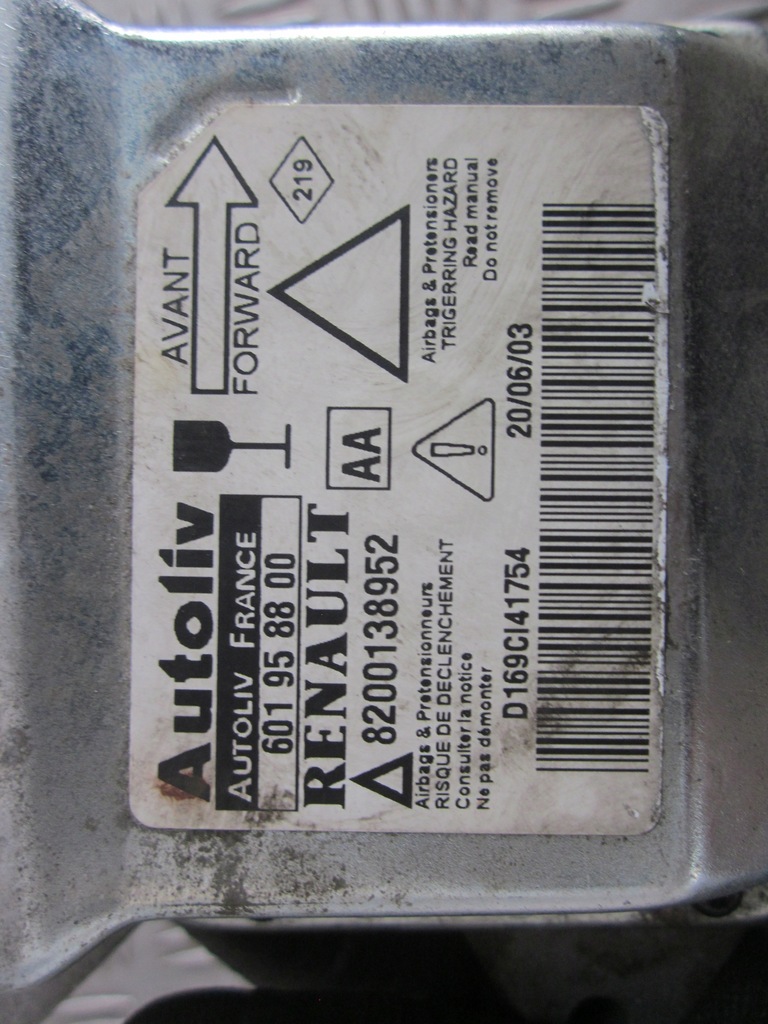 Autoliv
AUTOLIV FRANCE
601 95 88 00
RENAULT
8200138952
AA
AVANT
FORWARD
219
Airbags & Pretensionneurs
RISQUE DE DECLENCHEMENT
Consulter la notice
Ne pas démonter
Airbags & Pretensioners
TRIGERRING HAZARD
Read manual
Do not remove
D169CI41754
20/06/03